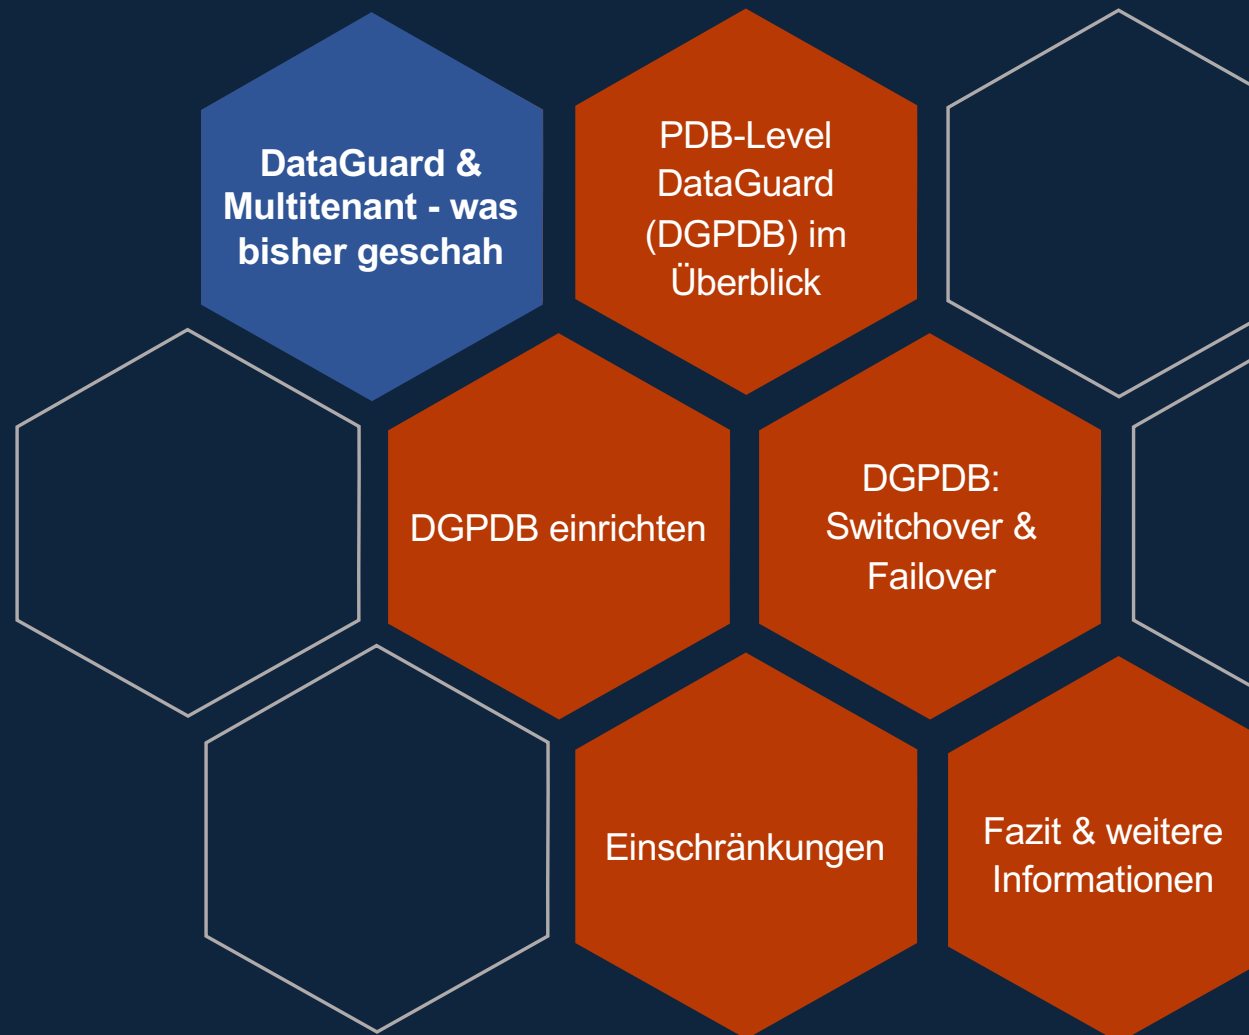 DataGuard &
Multitenant - was
bisher geschah
PDB-Level
DataGuard
(DGPDB) im
Überblick
DGPDB einrichten
DGPDB:
Switchover &
Failover
Einschränkungen
Fazit & weitere
Informationen